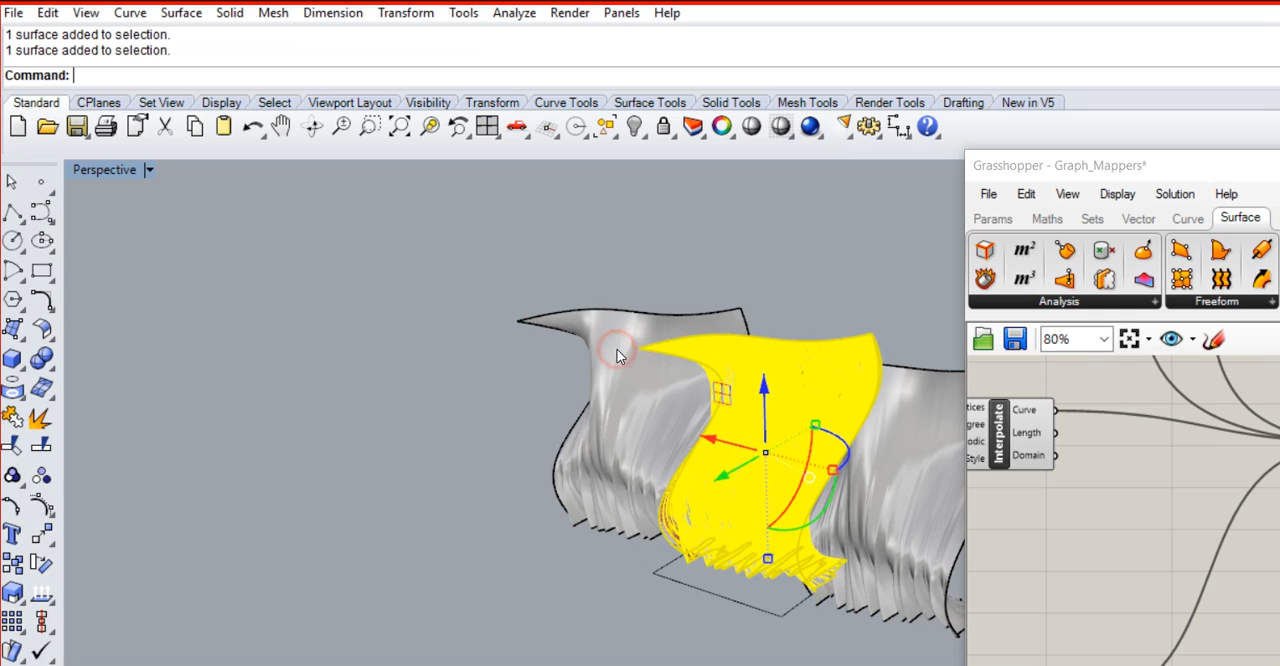 File Edit View Curve Surface Solid Mesh Dimension Transform Tools Analyze Render Panels Help
1 surface added to selection.
1 surface added to selection.
Command:
Standard CPlanes Set View Display Select Viewport Layout Visibility Transform Curve Tools Surface Tools Solid Tools Mesh Tools Render Tools Drafting New in V5
Perspective
Grasshopper - Graph_Mappers*
File Edit View Display Solution Help
Params Maths Sets Vector Curve Surface
m²
m³
Analysis Freeform
80%
tices
gree
odic
Style
Interpolate
Curve
Length
Domain